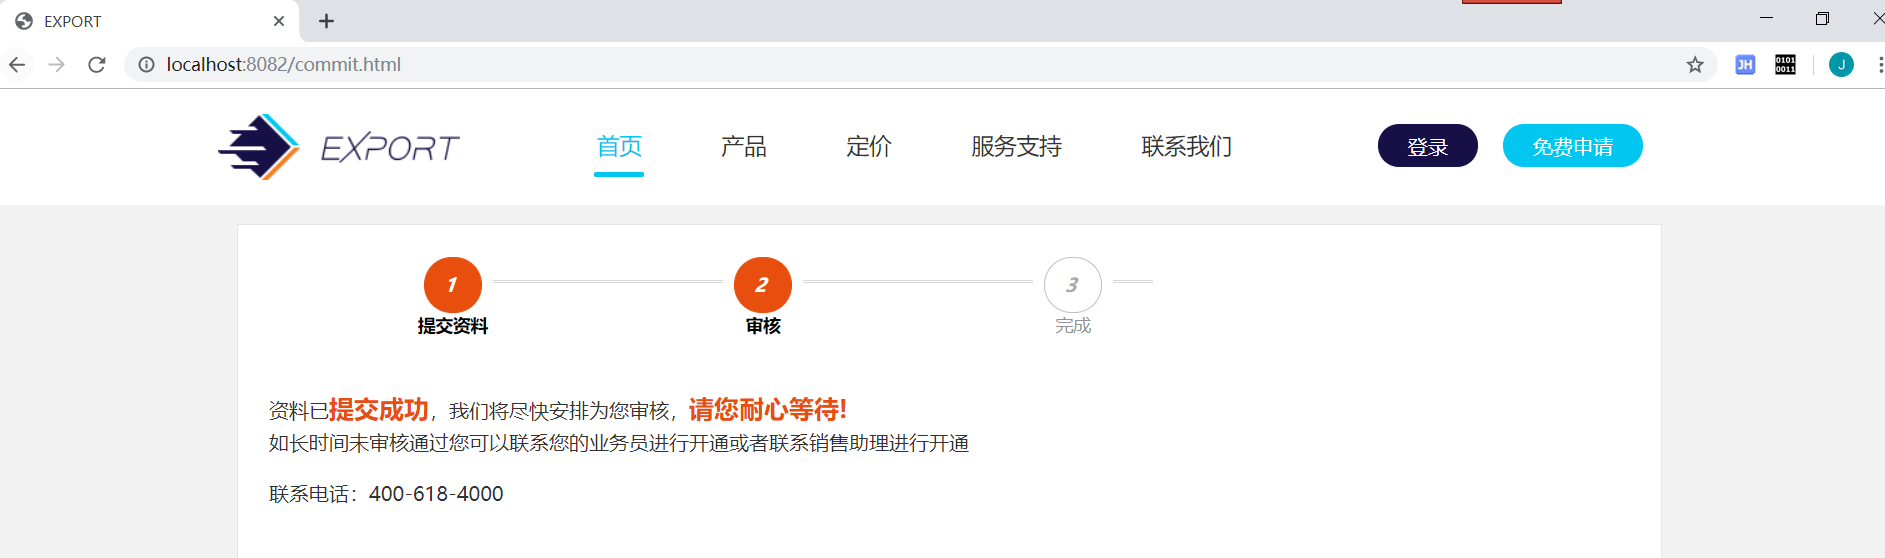 EXPORT
localhost:8082/commit.html
JH
0101
0011
J
EXPORT
首页
产品
定价
服务支持
联系我们
登录
免费申请
1
2
3
提交资料
审核
完成
资料已提交成功，我们将尽快安排为您审核，请您耐心等待!
如长时间未审核通过您可以联系您的业务员进行开通或者联系销售助理进行开通
联系电话：400-618-4000